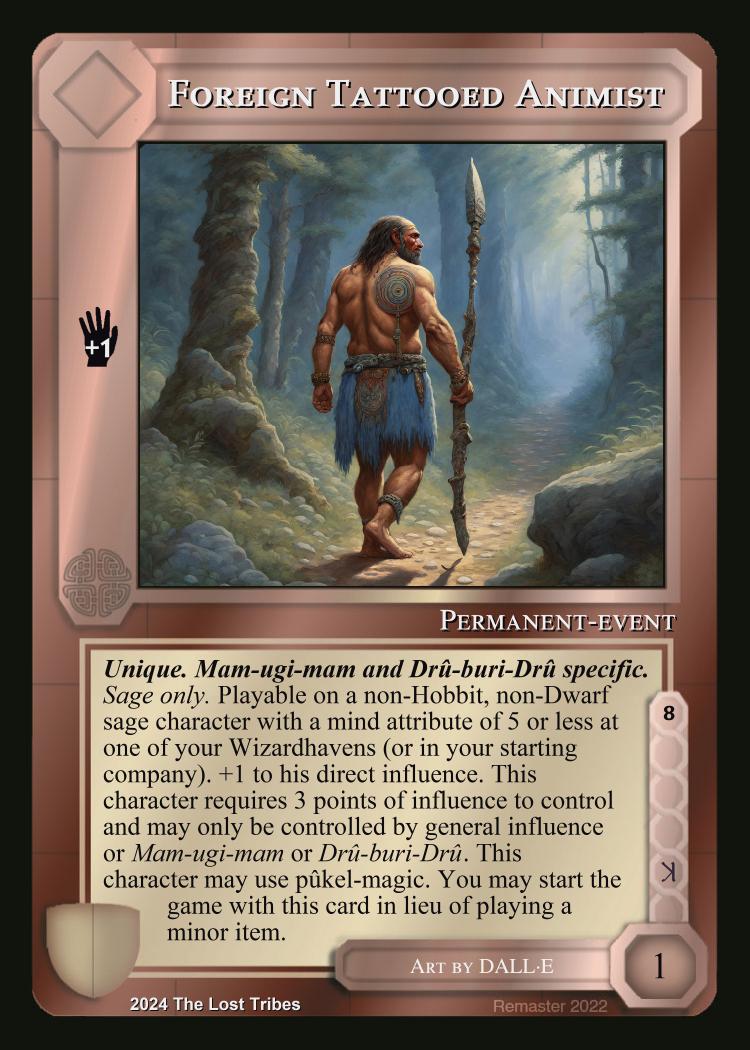 Foreign Tattooed Animist
+1
Permanent-event
Unique. Mam-ugi-mam and Drû-buri-Drû specific.
Sage only. Playable on a non-Hobbit, non-Dwarf
sage character with a mind attribute of 5 or less at
one of your Wizardhavens (or in your starting
company). +1 to his direct influence. This
character requires 3 points of influence to control
and may only be controlled by general influence
or Mam-ugi-mam or Drû-buri-Drû. This
character may use pûkel-magic. You may start the
game with this card in lieu of playing a
minor item.
8
Art by DALL·E
1
2024 The Lost Tribes
Remaster 2022